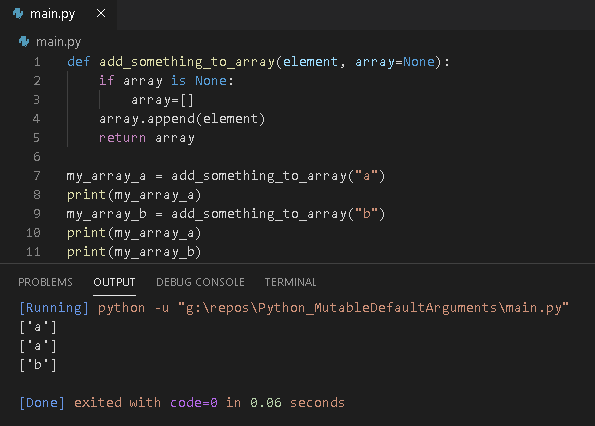 main.py ×
main.py
1 def add_something_to_array(element, array=None):
2     if array is None:
3         array=[]
4     array.append(element)
5     return array
6
7 my_array_a = add_something_to_array("a")
8 print(my_array_a)
9 my_array_b = add_something_to_array("b")
10 print(my_array_a)
11 print(my_array_b)
PROBLEMS OUTPUT DEBUG CONSOLE TERMINAL
[Running] python -u "g:\repos\Python_MutableDefaultArguments\main.py"
['a']
['a']
['b']
[Done] exited with code=0 in 0.06 seconds